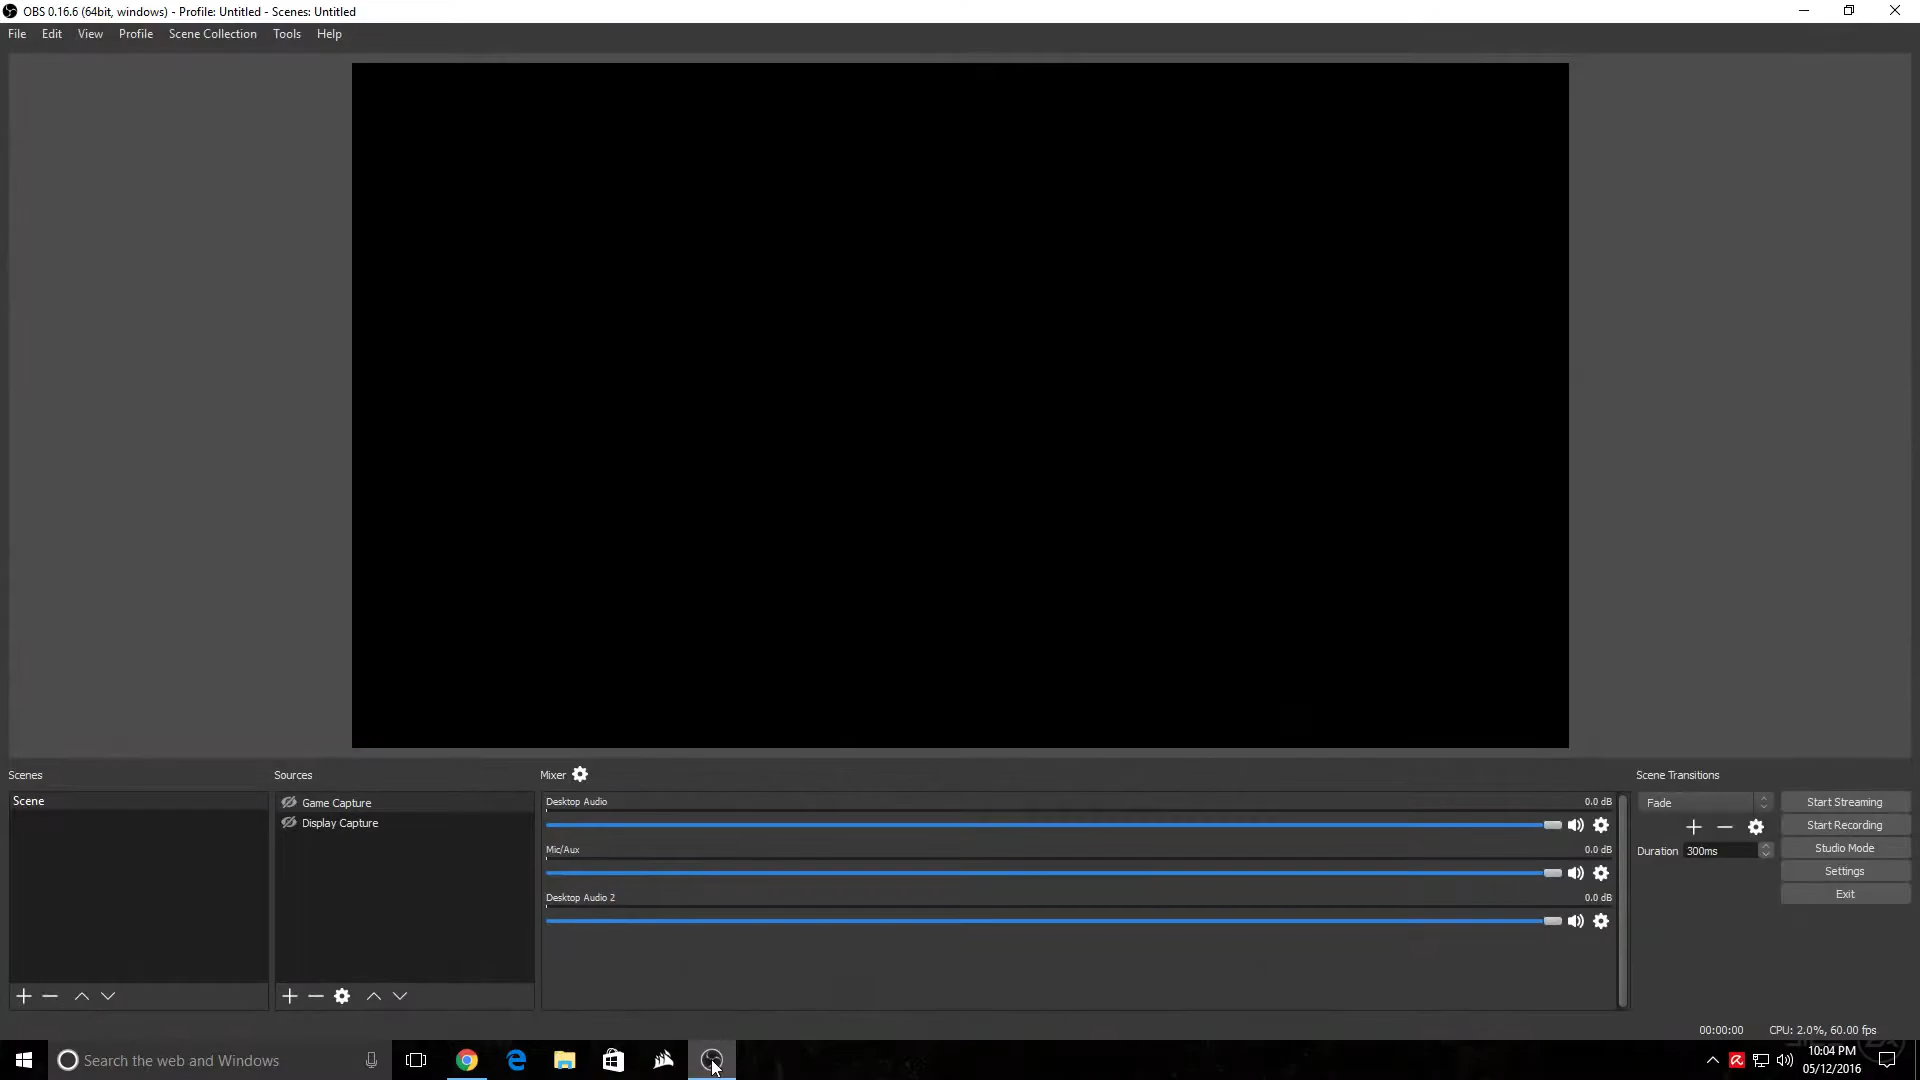 OBS 0.16.6 (64bit, windows) - Profile: Untitled - Scenes: Untitled
File Edit View Profile Scene Collection Tools Help
Scenes
Scene
Sources
Game Capture
Display Capture
Mixer
Desktop Audio 0.0 dB
Mic/Aux 0.0 dB
Desktop Audio 2 0.0 dB
Scene Transitions
Fade
Duration 300ms
Start Streaming
Start Recording
Studio Mode
Settings
Exit
00:00:00 CPU: 2.0%, 60.00 fps
Search the web and Windows
10:04 PM
05/12/2016